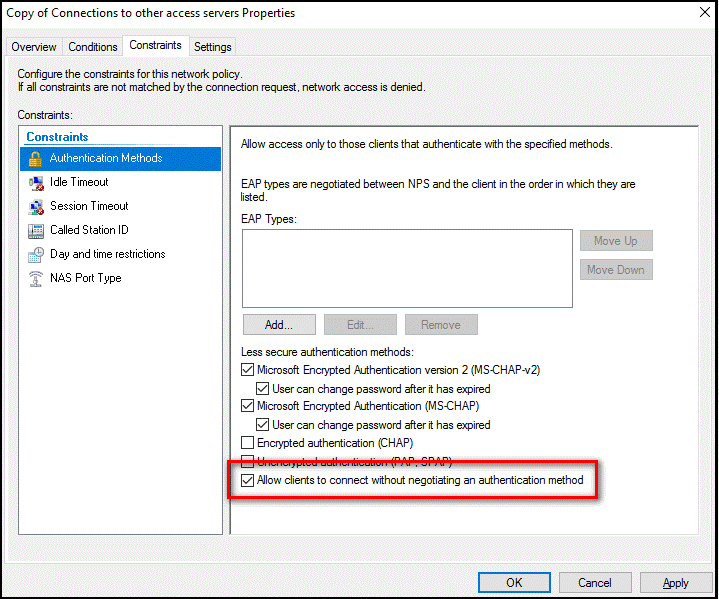 Copy of Connections to other access servers Properties
Overview Conditions Constraints Settings
Configure the constraints for this network policy.
If all constraints are not matched by the connection request, network access is denied.
Constraints:
Constraints
Authentication Methods
Idle Timeout
Session Timeout
Called Station ID
Day and time restrictions
NAS Port Type
Allow access only to those clients that authenticate with the specified methods.
EAP types are negotiated between NPS and the client in the order in which they are
listed.
EAP Types:
Move Up
Move Down
Add... Edit... Remove
Less secure authentication methods:
Microsoft Encrypted Authentication version 2 (MS-CHAP-v2)
User can change password after it has expired
Microsoft Encrypted Authentication (MS-CHAP)
User can change password after it has expired
Encrypted authentication (CHAP)
Unencrypted authentication (PAP, SPAP)
Allow clients to connect without negotiating an authentication method
OK Cancel Apply